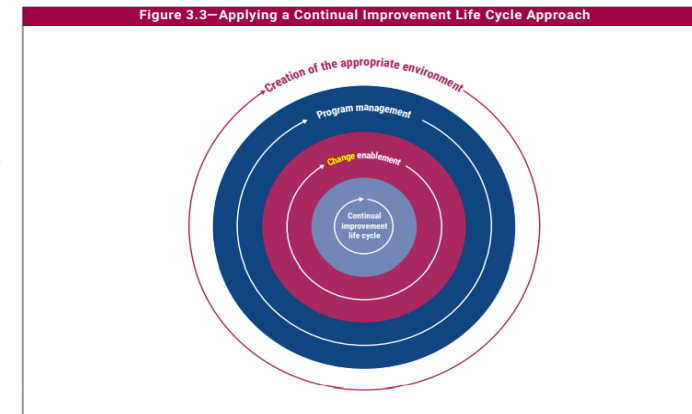 Figure 3.3—Applying a Continual Improvement Life Cycle Approach
Creation of the appropriate environment
Program management
Change enablement
Continual
improvement
life cycle